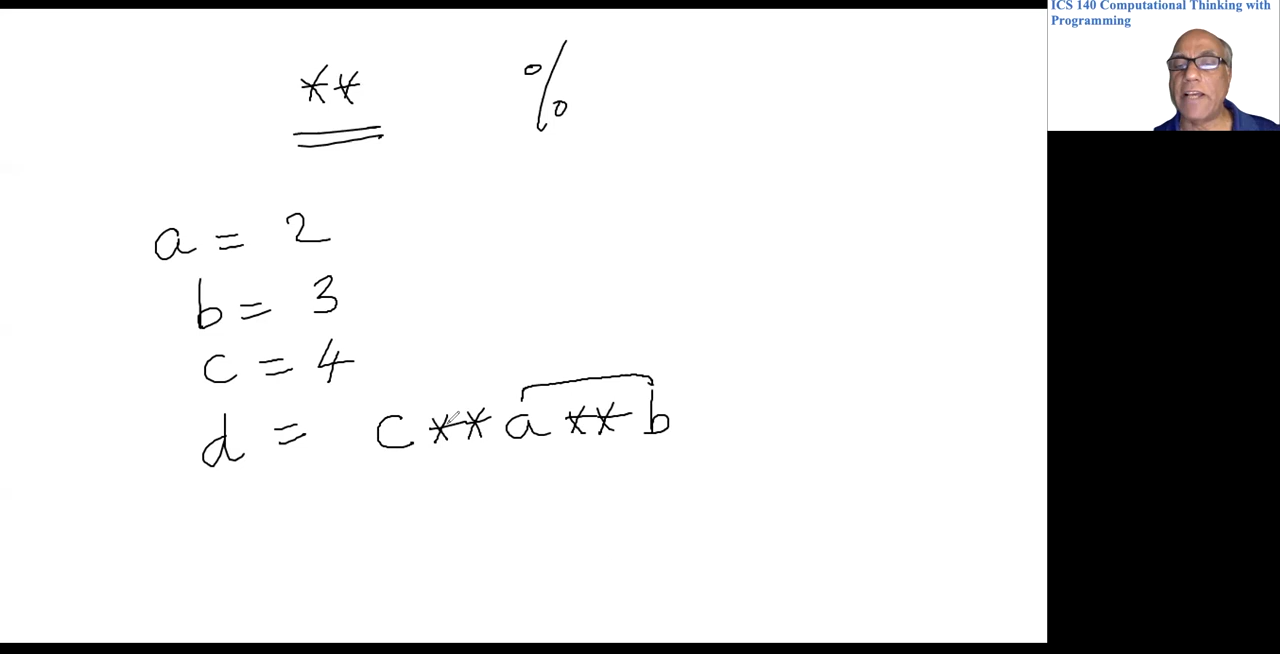 ICS 140 Computational Thinking with
Programming
** %
a = 2
b = 3
c = 4
d = c**a**b